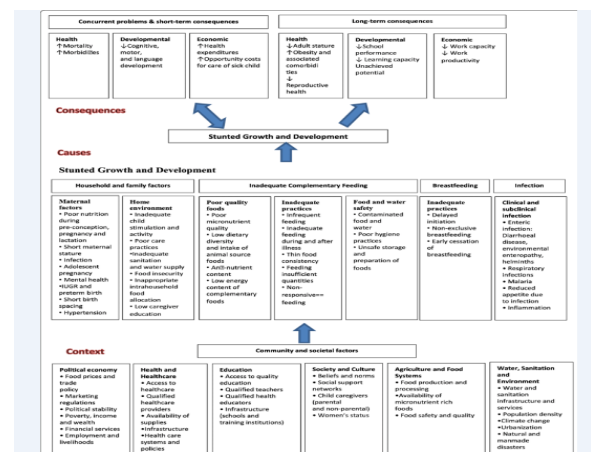 Concurrent problems & short-term consequences
Long-term consequences
Health
↑Mortality
↑Morbidities
Developmental
↓Cognitive,
motor,
and language
development
Economic
↑Health
expenditures
↑Opportunity costs
for care of sick child
Health
↓Adult stature
↑Obesity and
associated
comorbidi
ties
↓
Reproductive
health
Developmental
↓School
performance
↓ Learning capacity
Unachieved
potential
Economic
↓ Work capacity
↓ Work
productivity
Consequences
Stunted Growth and Development
Causes
Stunted Growth and Development
Household and family factors
Inadequate Complementary Feeding
Breastfeeding
Infection
Maternal
factors
• Poor nutrition
during
pre-conception,
pregnancy and
lactation
• Short maternal
stature
• Infection
• Adolescent
pregnancy
• Mental health
•IUGR and
preterm birth
• Short birth
spacing
• Hypertension
Home
environment
• Inadequate
child
stimulation and
activity
• Poor care
practices
•Inadequate
sanitation
and water supply
• Food insecurity
• Inappropriate
intrahousehold
food
allocation
• Low caregiver
education
Poor quality
foods
• Poor
micronutrient
quality
• Low dietary
diversity
and intake of
animal source
foods
• An3-nutrient
content
• Low energy
content of
complementary
foods
Inadequate
practices
• Infrequent
feeding
• Inadequate
feeding
during and after
illness
• Thin food
consistency
• Feeding
insufficient
quantities
• Non-
responsive==
feeding
Food and water
safety
• Contaminated
food and
water
• Poor hygiene
practices
• Unsafe storage
and
preparation of
foods
Inadequate
practices
• Delayed
initiation
• Non-exclusive
breastfeeding
• Early cessation
of
breastfeeding
Clinical and
subclinical
infection
• Enteric
infection:
Diarrhoeal
disease,
environmental
enteropathy,
helminths
• Respiratory
infections
• Malaria
• Reduced
appetite due
to infection
• Inflammation
Context
Community and societal factors
Political economy
• Food prices and
trade
policy
• Marketing
regulations
• Political stability
• Poverty, income
and wealth
• Financial services
• Employment and
livelihoods
Health and
Healthcare
• Access to
healthcare
• Qualified
healthcare
providers
• Availability of
supplies
•Infrastructure
•Health care
systems and
policies
Education
• Access to quality
education
• Qualified teachers
• Qualified health
educators
• Infrastructure
(schools and
training institutions)
Society and Culture
• Beliefs and norms
• Social support
networks
• Child caregivers
(parental
and non-parental)
• Women's status
Agriculture and Food
Systems
• Food production and
processing
•Availability of
micronutrient rich
foods
• Food safety and quality
Water, Sanitation
and
Environment
• Water and
sanitation
infrastructure and
services
• Population density
•Climate change
•Urbanization
• Natural and
manmade
disasters